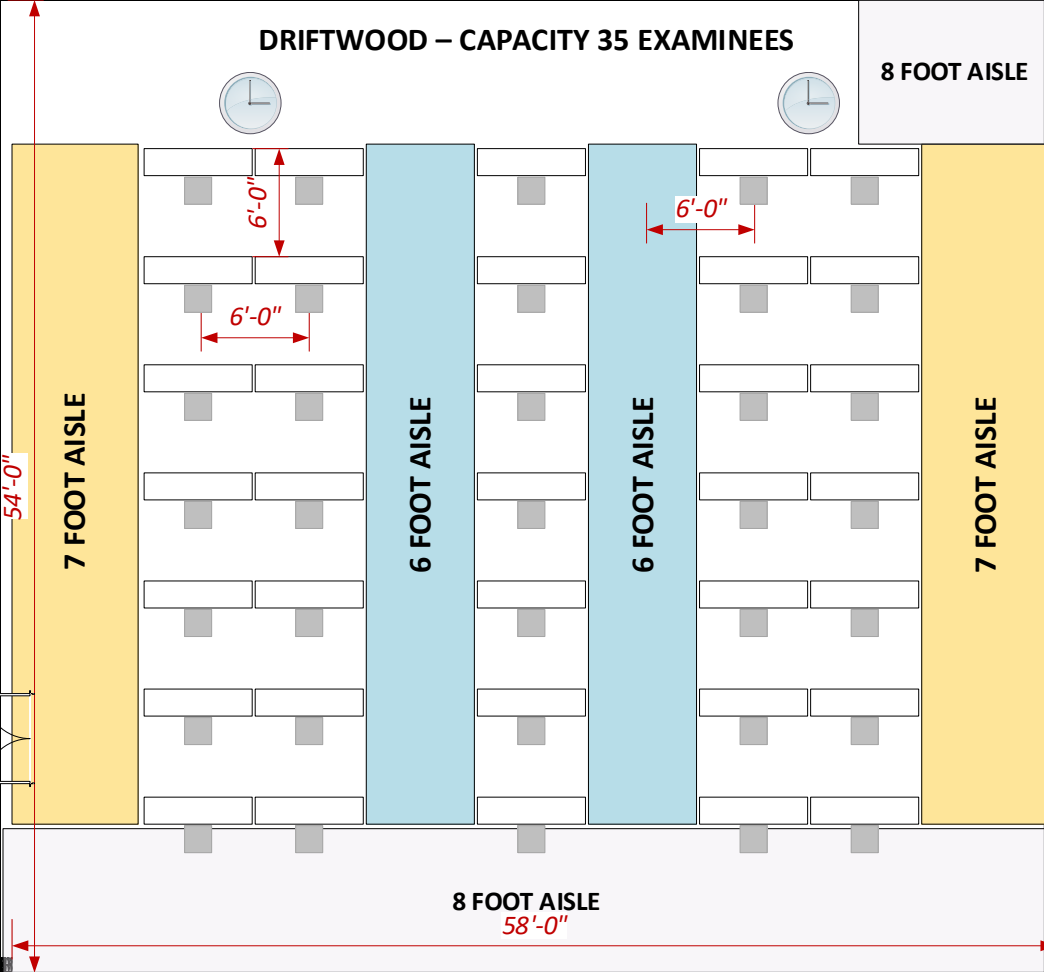 DRIFTWOOD – CAPACITY 35 EXAMINEES
8 FOOT AISLE
6'-0"
6'-0"
6'-0"
7 FOOT AISLE
6 FOOT AISLE
6 FOOT AISLE
7 FOOT AISLE
54'-0"
8 FOOT AISLE
58'-0"